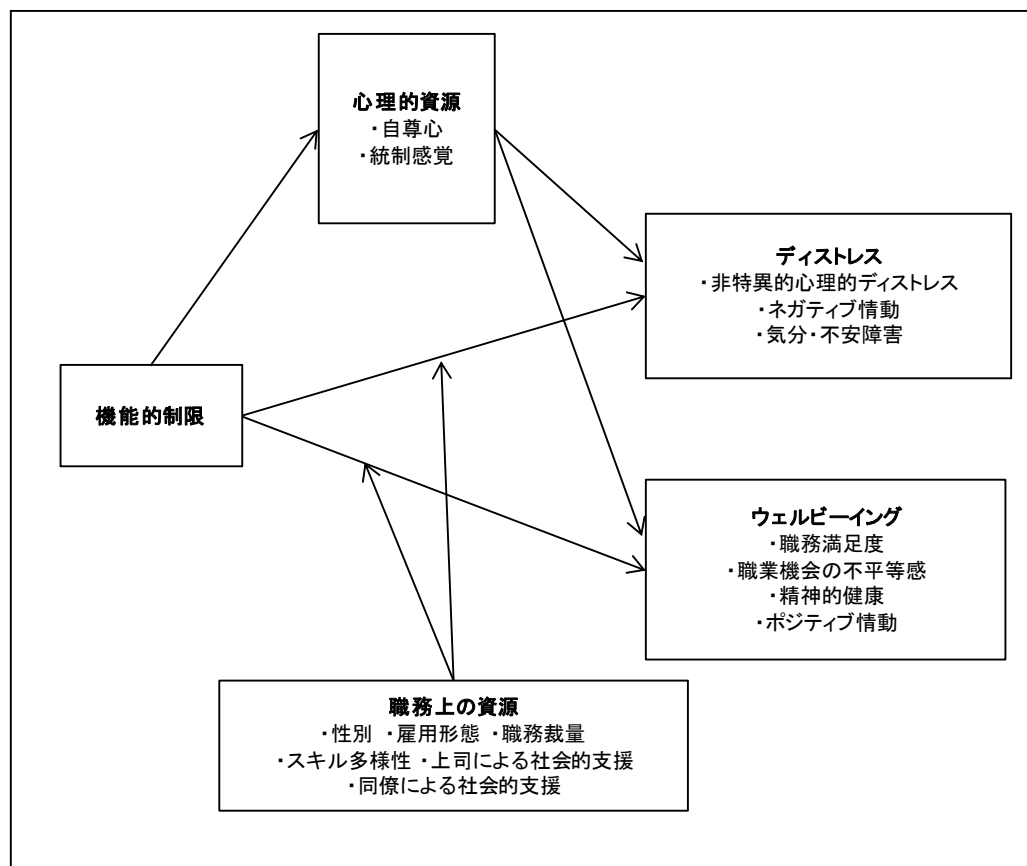 心理的資源
・自尊心
・統制感覚
ディストレス
・非特異的心理的ディストレス
・ネガティブ情動
・気分・不安障害
機能的制限
ウェルビーイング
・職務満足度
・職業機会の不平等感
・精神的健康
・ポジティブ情動
職務上の資源
・性別 ・雇用形態 ・職務裁量
・スキル多様性 ・上司による社会的支援
・同僚による社会的支援